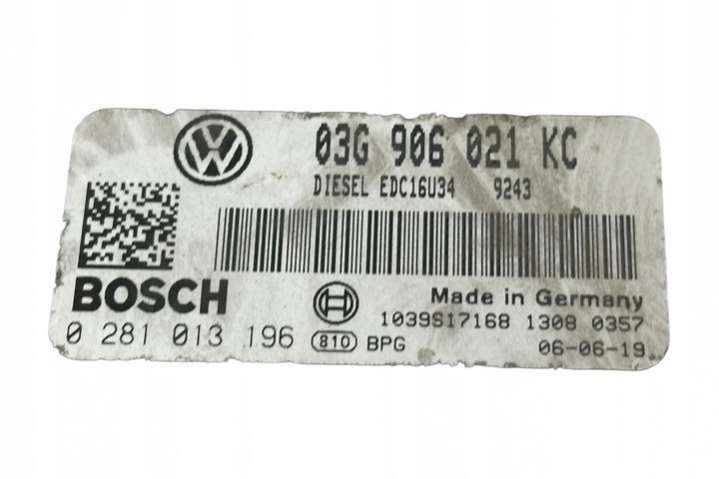 VW
03G 906 021 KC
DIESEL EDC16U34 9243
BOSCH
Made in Germany
1039S17168 1308 0357
0 281 013 196
810 BPG
06-06-19